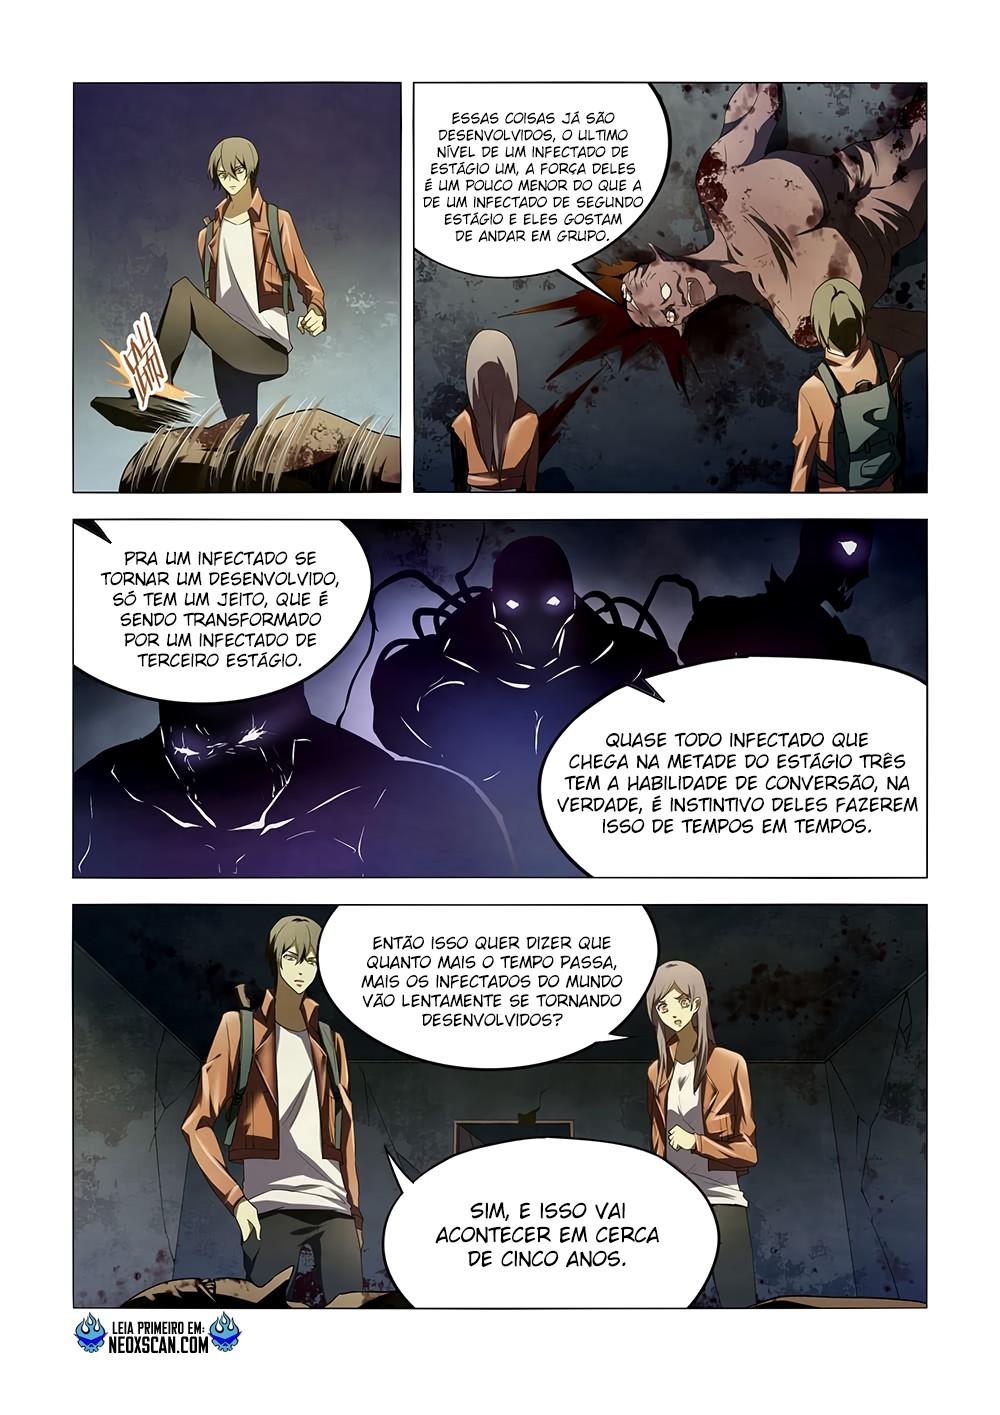 ESSAS COISAS JÁ SÃO
DESENVOLVIDOS, O ULTIMO
NÍVEL DE UM INFECTADO DE
ESTÁGIO UM, A FORÇA DELES
É UM POUCO MENOR DO QUE A
DE UM INFECTADO DE SEGUNDO
ESTÁGIO E ELES GOSTAM
DE ANDAR EM GRUPO.
PRA UM INFECTADO SE
TORNAR UM DESENVOLVIDO,
SÓ TEM UM JEITO, QUE É
SENDO TRANSFORMADO
POR UM INFECTADO DE
TERCEIRO ESTÁGIO.
QUASE TODO INFECTADO QUE
CHEGA NA METADE DO ESTÁGIO TRÊS
TEM A HABILIDADE DE CONVERSÃO, NA
VERDADE, É INSTINTIVO DELES FAZEREM
ISSO DE TEMPOS EM TEMPOS.
ENTÃO ISSO QUER DIZER QUE
QUANTO MAIS O TEMPO PASSA,
MAIS OS INFECTADOS DO MUNDO
VÃO LENTAMENTE SE TORNANDO
DESENVOLVIDOS?
SIM, E ISSO VAI
ACONTECER EM CERCA
DE CINCO ANOS.
LEIA PRIMEIRO EM:
NEOXSCAN.COM